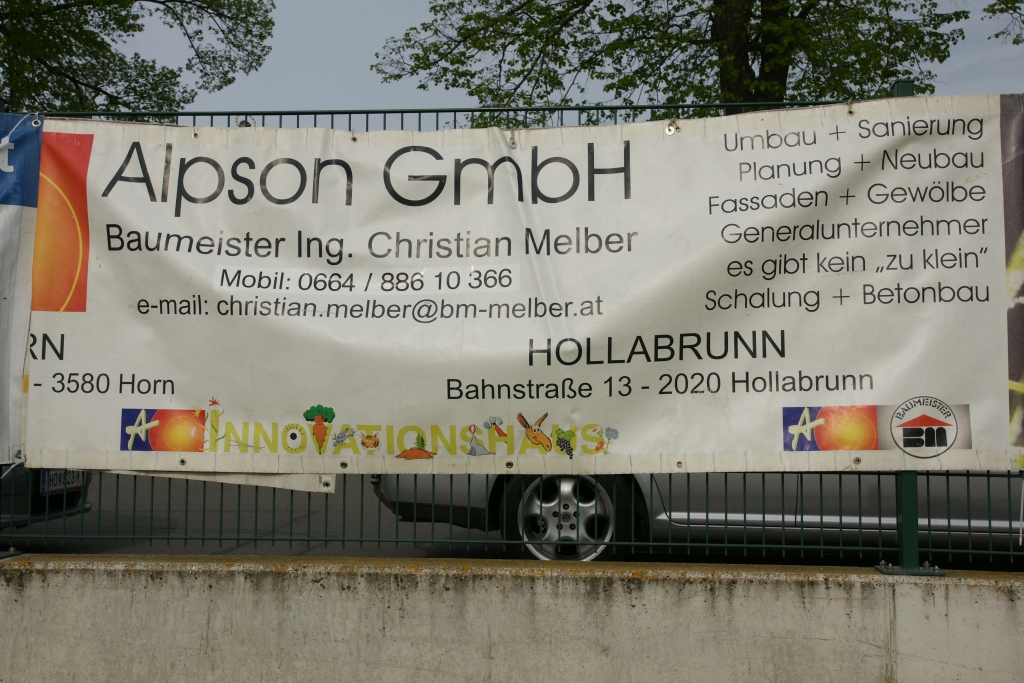 Alpson GmbH
Baumeister Ing. Christian Melber
Mobil: 0664 / 886 10 366
e-mail: christian.melber@bm-melber.at
Umbau + Sanierung
Planung + Neubau
Fassaden + Gewölbe
Generalunternehmer
es gibt kein „zu klein”
Schalung + Betonbau
RN
- 3580 Horn
HOLLABRUNN
Bahnstraße 13 - 2020 Hollabrunn
A INNOVATIONSHAUS
A
BAUMEISTER
BM
t